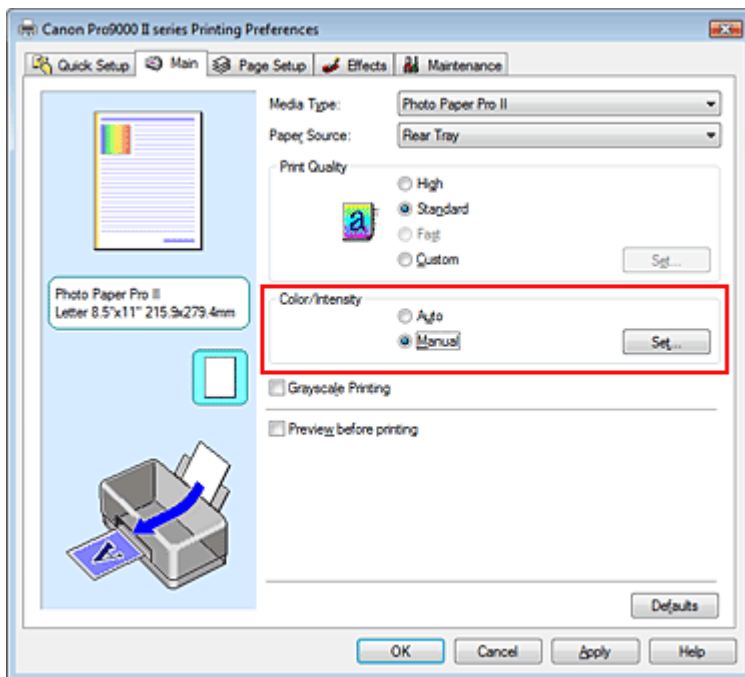 Canon Pro9000 II series Printing Preferences
Quick Setup Main Page Setup Effects Maintenance
Media Type: Photo Paper Pro II
Paper Source: Rear Tray
Print Quality
High
Standard
Fast
Custom Set...
a
Photo Paper Pro II
Letter 8.5"x11" 215.9x279.4mm
Color/Intensity
Auto
Manual Set...
Grayscale Printing
Preview before printing
A
Defaults
OK Cancel Apply Help